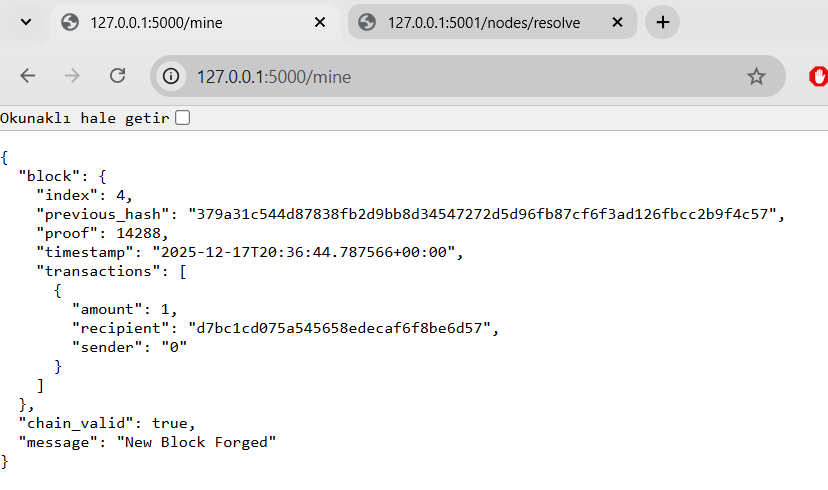 127.0.0.1:5000/mine
127.0.0.1:5001/nodes/resolve
127.0.0.1:5000/mine
Okunaklı hale getir
{
  "block": {
    "index": 4,
    "previous_hash": "379a31c544d87838fb2d9bb8d34547272d5d96fb87cf6f3ad126fbcc2b9f4c57",
    "proof": 14288,
    "timestamp": "2025-12-17T20:36:44.787566+00:00",
    "transactions": [
      {
        "amount": 1,
        "recipient": "d7bc1cd075a545658edecaf6f8be6d57",
        "sender": "0"
      }
    ]
  },
  "chain_valid": true,
  "message": "New Block Forged"
}